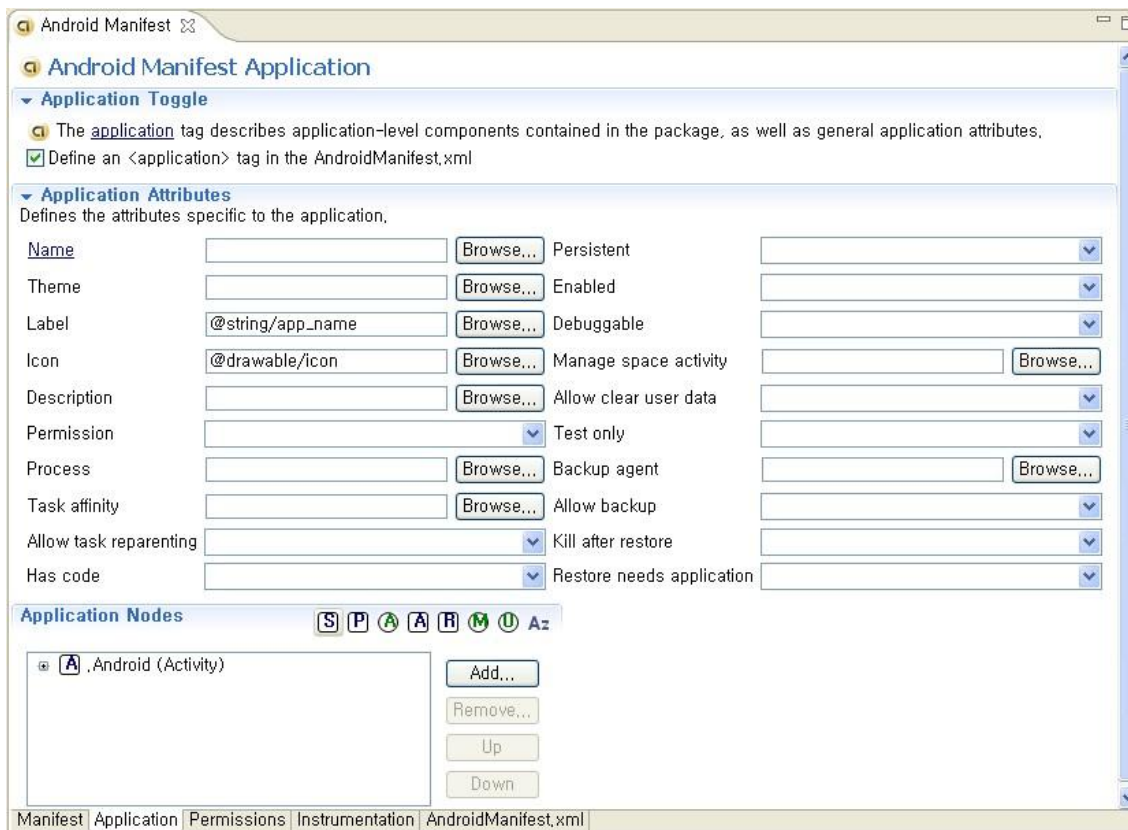 Android Manifest
Android Manifest Application
Application Toggle
The application tag describes application-level components contained in the package, as well as general application attributes,
Define an <application> tag in the AndroidManifest,xml
Application Attributes
Defines the attributes specific to the application,
Name Browse,,, Persistent
Theme Browse,,, Enabled
Label @string/app_name Browse,,, Debuggable
Icon @drawable/icon Browse,,, Manage space activity Browse,,,
Description Browse,,, Allow clear user data
Permission Test only
Process Browse,,, Backup agent Browse,,,
Task affinity Browse,,, Allow backup
Allow task reparenting Kill after restore
Has code Restore needs application
Application Nodes S P A A R M U Az
A ,Android (Activity)
Add,,,
Remove,,,
Up
Down
Manifest Application Permissions Instrumentation AndroidManifest,xml